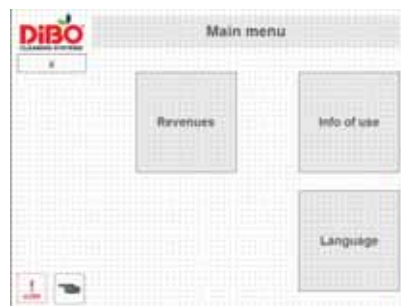 DiBO
CLEANING SYSTEMS
Main menu
Revenues
Info of use
Language